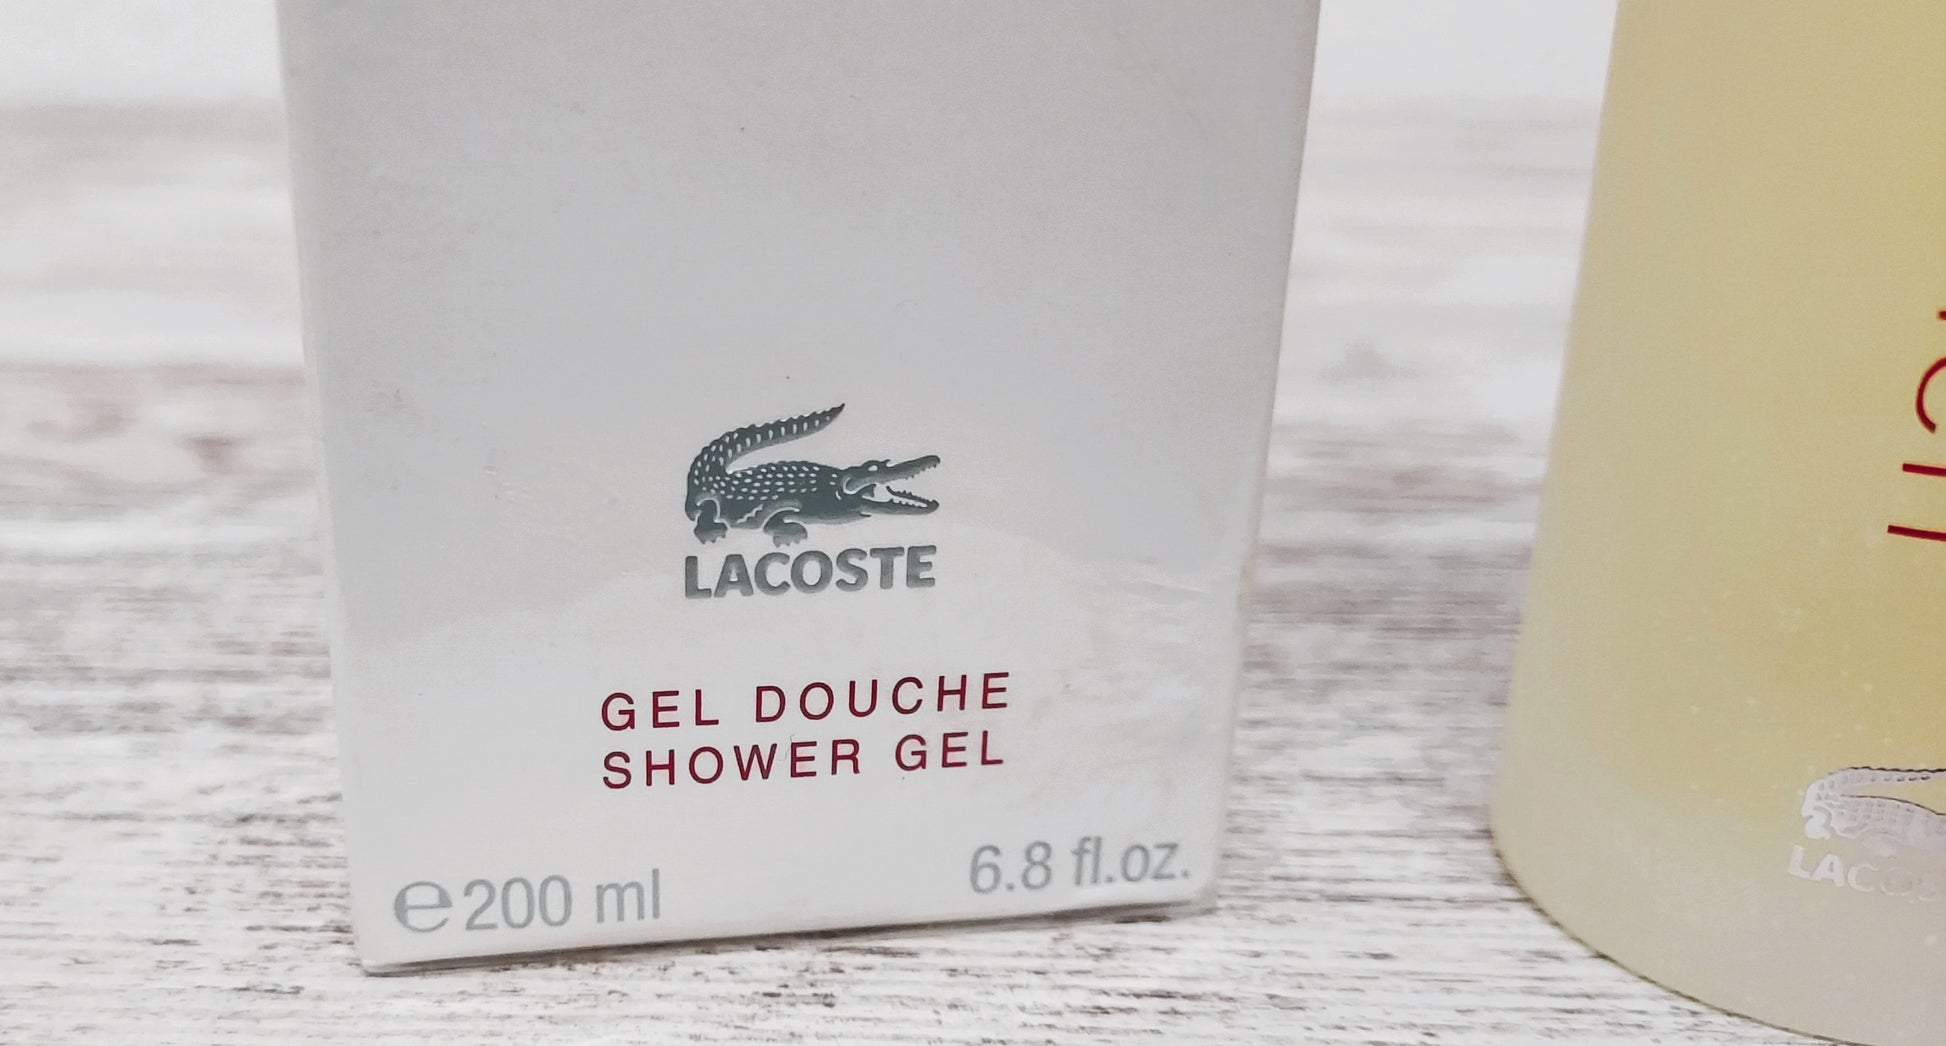 LACOSTE
GEL DOUCHE
SHOWER GEL
℮200 ml
6.8 fl.oz.